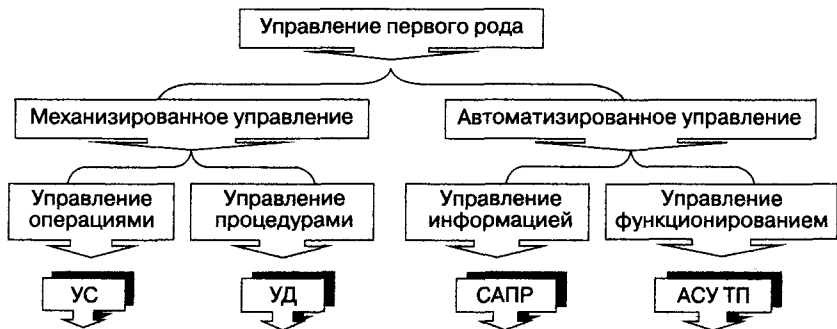 Управление первого рода
Механизированное управление
Автоматизированное управление
Управление операциями
Управление процедурами
Управление информацией
Управление функционированием
УС
УД
САПР
АСУ ТП